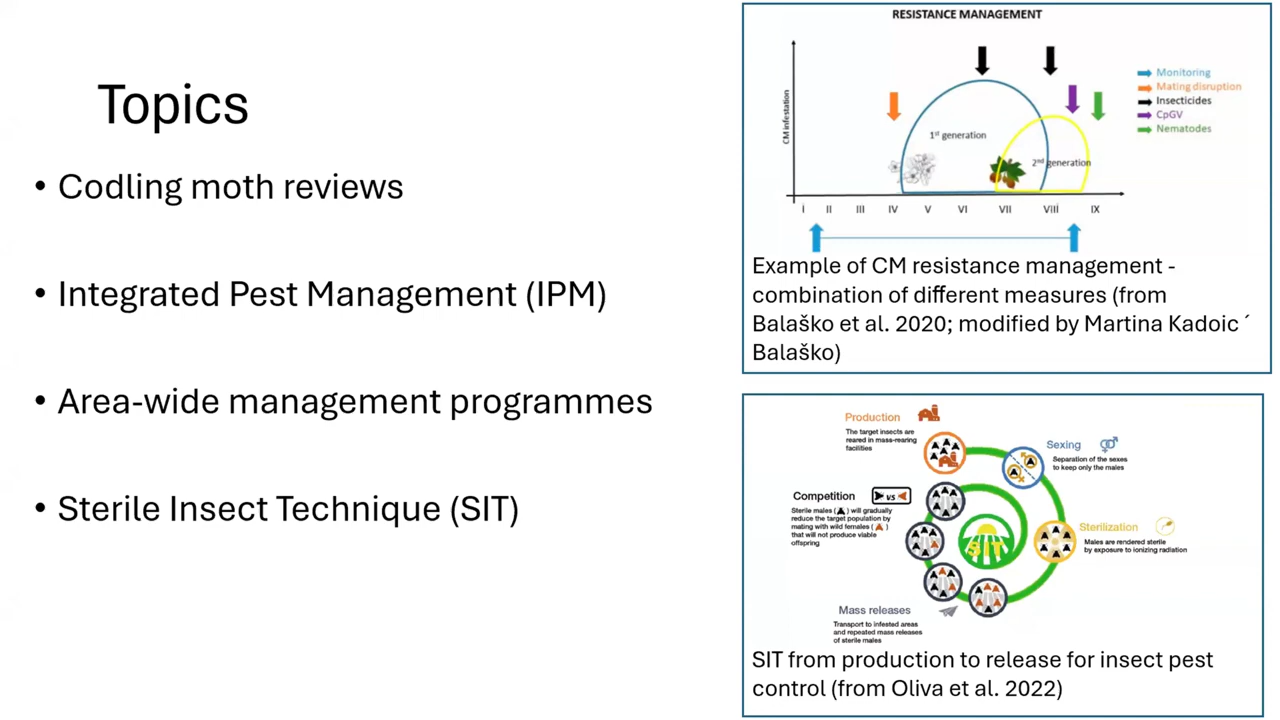 Topics
• Codling moth reviews
• Integrated Pest Management (IPM)
• Area-wide management programmes
• Sterile Insect Technique (SIT)
RESISTANCE MANAGEMENT
CM infestation
1st generation
2nd generation
Monitoring
Mating disruption
Insecticides
CpGV
Nematodes
I II III IV V VI VII VIII IX
Example of CM resistance management -
combination of different measures (from
Balaško et al. 2020; modified by Martina Kadoic ´
Balaško)
Production
The target insects are
reared in mass-rearing
facilities
Sexing
Separation of the sexes
to keep only the males
Competition
vs
Sterile males ( ) will gradually
reduce the target population by
mating with wild females ( )
that will not produce viable
offspring
SIT
Sterilization
Males are rendered sterile
by exposure to ionizing radiation
Mass releases
Transport to infested areas
and repeated mass releases
of sterile males
SIT from production to release for insect pest
control (from Oliva et al. 2022)